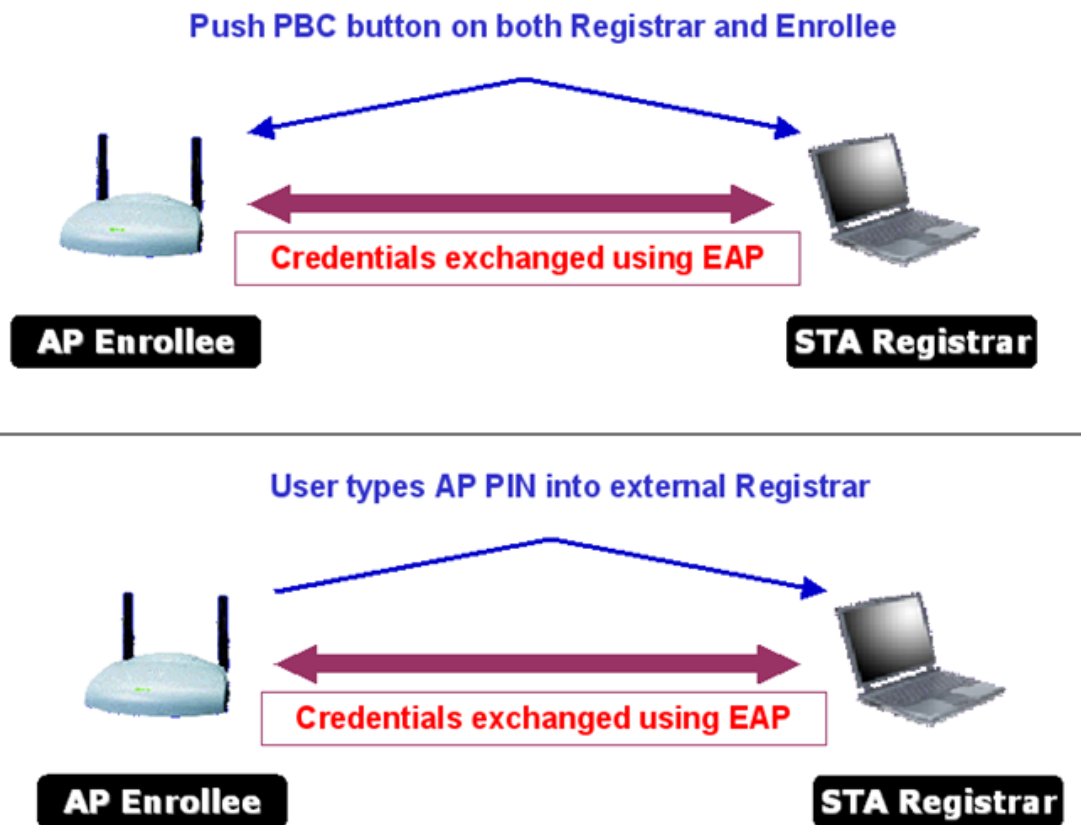 Push PBC button on both Registrar and Enrollee
Credentials exchanged using EAP
AP Enrollee
STA Registrar
User types AP PIN into external Registrar
Credentials exchanged using EAP
AP Enrollee
STA Registrar